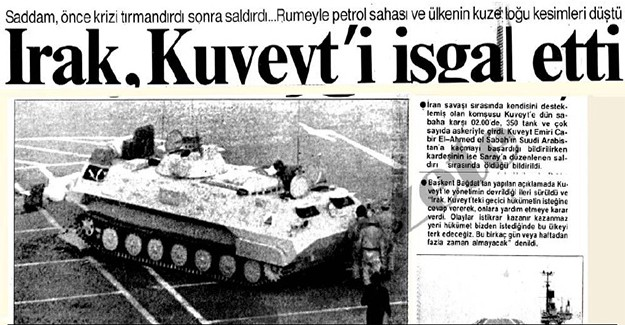 Saddam, önce krizi tırmandırdı sonra saldırdı...Rumeyle petrol sahası ve ülkenin kuzetloğu kesimleri düştü
Irak, Kuveyt'i işgal etti
●İran savaşı sırasında kendisini destek-
lemiş olan komşusu Kuveyt'e dün sa-
baha karşı 02.00'de, 350 tank ve çok
sayıda askeriyle girdi. Kuveyt Emiri Ca-
bir El-Ahmed el Sabah'ın Suudi Arabis-
tan'a kaçmayı başardığı bildirilirken
kardeşinin ise Saray'a düzenlenen sal-
dırı sırasında öldüğü bildirildi.
●Başkent Bağdat'tan yapılan açıklamada Ku-
veyt'te yönetimin devrildiği ileri sürüldü ve
"Irak, Kuveyt'teki geçici hükümetin isteğine
cevap vererek, onlara yardım etmeye karar
verdi. Olaylar istikrar kazanır kazanmaz
yeni hükümet bizden istediğinde bu ülkeyi
terk edeceğiz. Bu birkaç gün veya haftadan
fazla zaman almayacak" denildi.